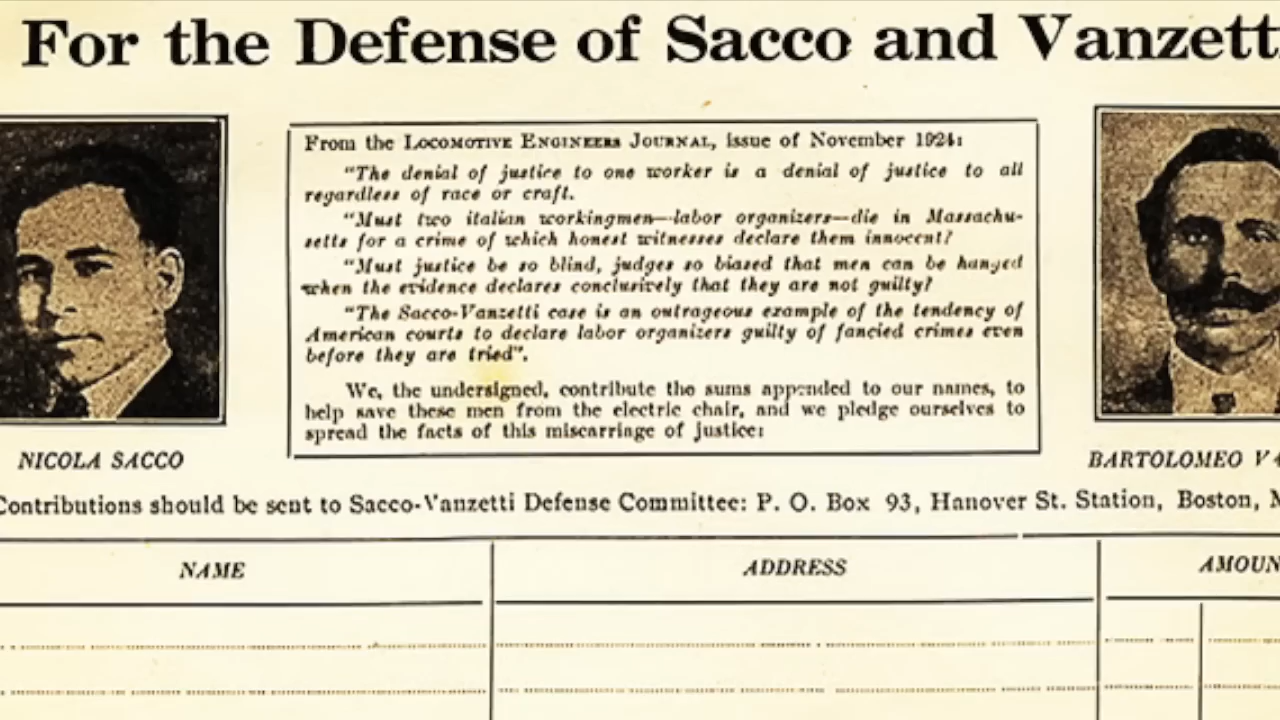 For the Defense of Sacco and Vanzetti
From the LOCOMOTIVE ENGINEERS JOURNAL, issue of November 1924:
"The denial of justice to one worker is a denial of justice to all
regardless of race or craft.
"Must two italian workingmen—labor organizers—die in Massachu-
setts for a crime of which honest witnesses declare them innocent?
"Must justice be so blind, judges so biased that men can be hanged
when the evidence declares conclusively that they are not guilty?
"The Sacco-Vanzetti case is an outrageous example of the tendency of
American courts to declare labor organizers guilty of fancied crimes even
before they are tried".
We, the undersigned, contribute the sums appended to our names, to
help save these men from the electric chair, and we pledge ourselves to
spread the facts of this miscarriage of justice:
NICOLA SACCO
BARTOLOMEO VA
Contributions should be sent to Sacco-Vanzetti Defense Committee: P. O. Box 93, Hanover St. Station, Boston, M
NAME ADDRESS AMOUN